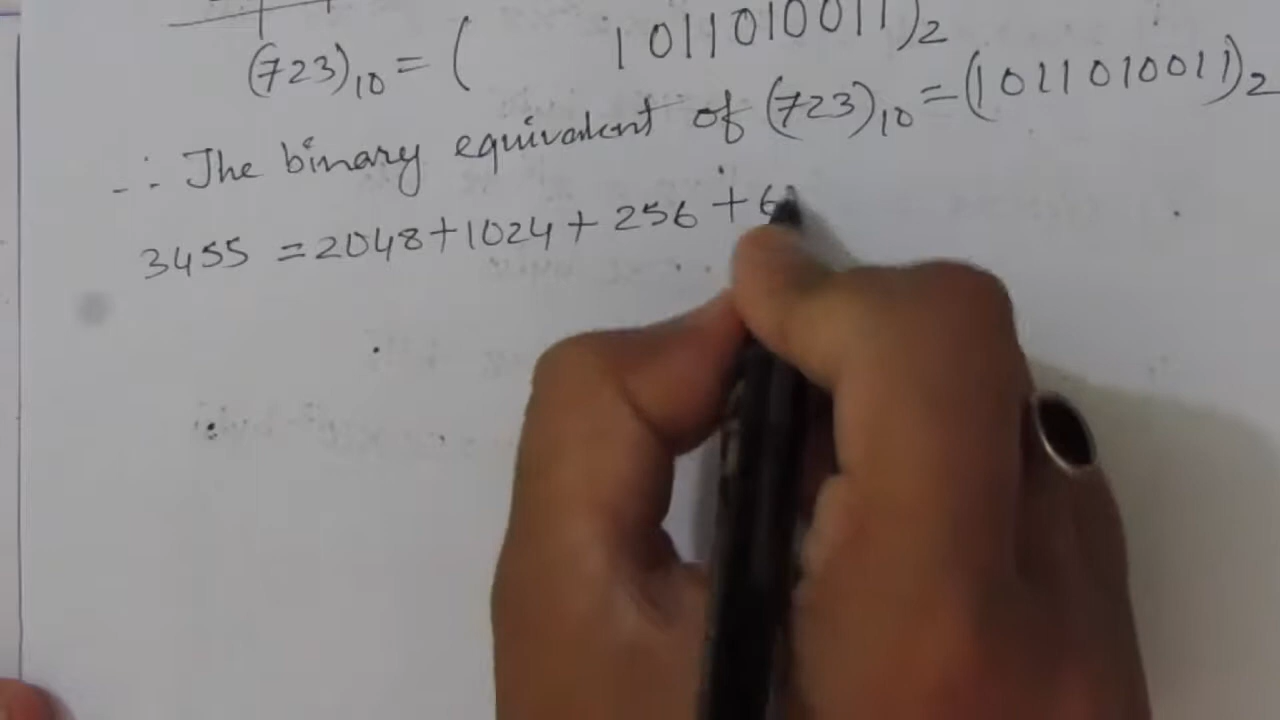 (723)10 = ( 1011010011)2
∴ The binary equivalent of (723)10 = (1011010011)2
3455 = 2048+1024+ 256 + 6